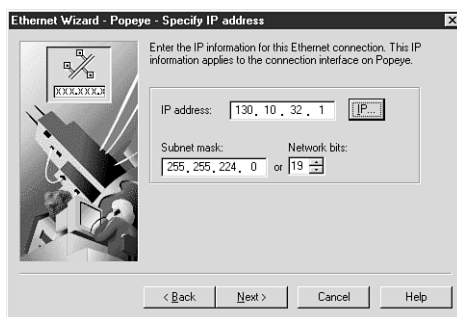 Ethernet Wizard - Popeye - Specify IP address
Enter the IP information for this Ethernet connection. This IP
information applies to the connection interface on Popeye.
XXX.XXX.X
IP address: 130 . 10 . 32 . 1 IP...
Subnet mask: Network bits:
255 . 255 . 224 . 0 or 19
< Back Next > Cancel Help